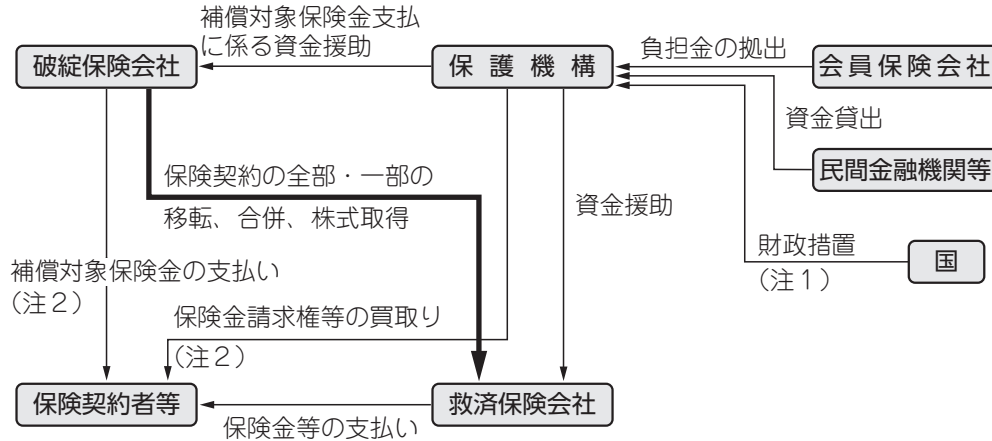 補償対象保険金支払
に係る資金援助
破綻保険会社
保護機構
負担金の拠出
会員保険会社
資金貸出
民間金融機関等
保険契約の全部・一部の
移転、合併、株式取得
資金援助
財政措置
（注１）
国
補償対象保険金の支払い
（注２）
保険金請求権等の買取り
（注２）
保険契約者等
救済保険会社
保険金等の支払い